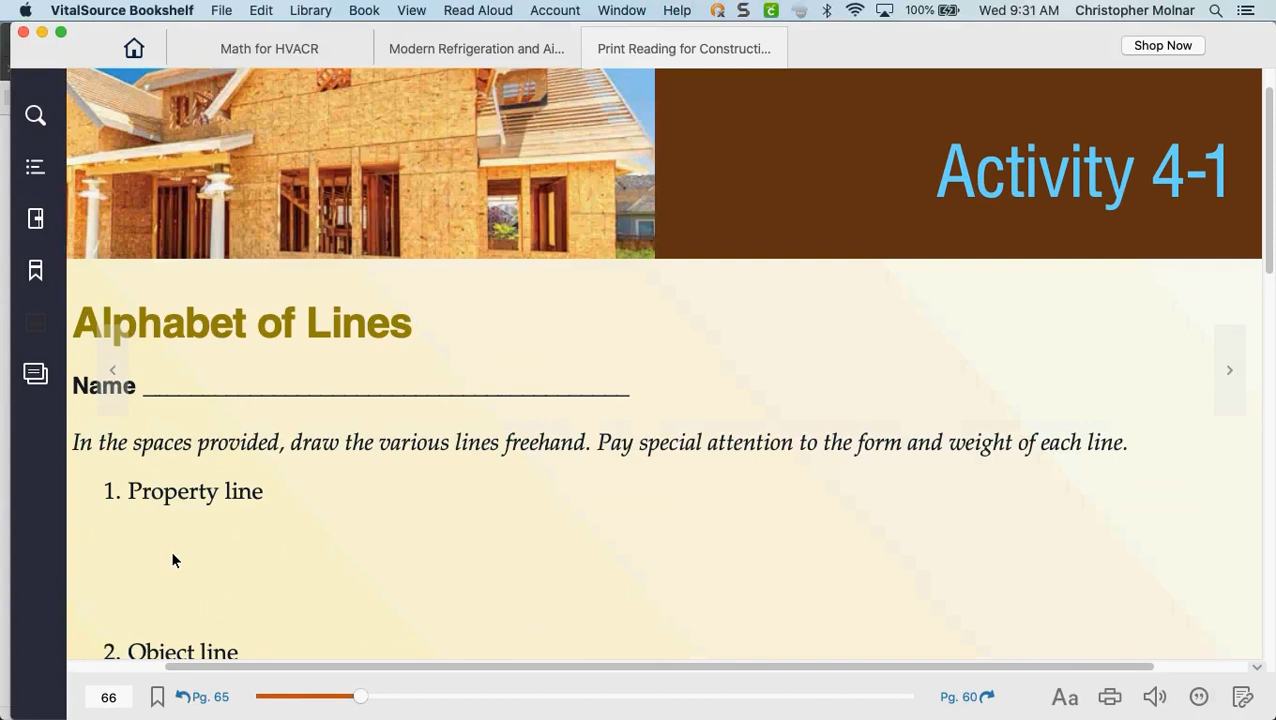 VitalSource Bookshelf File Edit Library Book View Read Aloud Account Window Help 100% Wed 9:31 AM Christopher Molnar
Math for HVACR Modern Refrigeration and Ai... Print Reading for Constructi... Shop Now
Activity 4-1
Alphabet of Lines
Name ________________________________________
In the spaces provided, draw the various lines freehand. Pay special attention to the form and weight of each line.
1. Property line
2. Object line
66 Pg. 65 Pg. 60 Aa